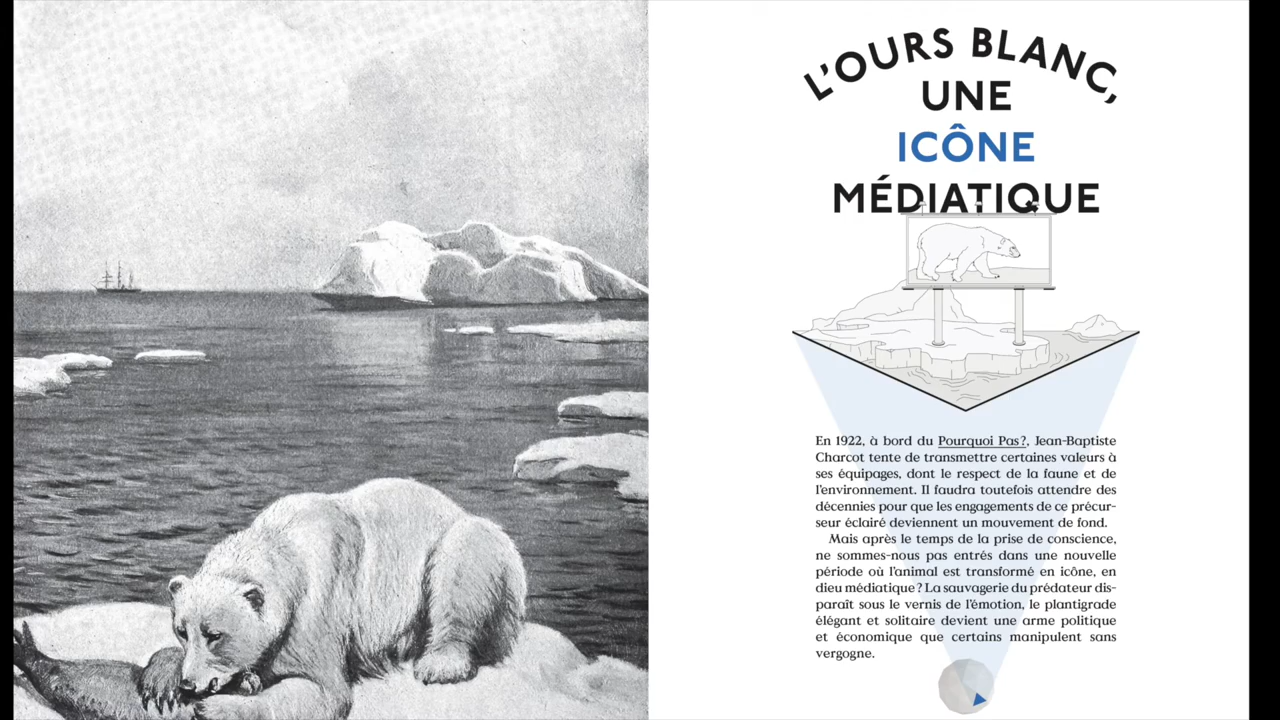 L'OURS BLANC,
UNE
ICÔNE
MÉDIATIQUE
En 1922, à bord du Pourquoi Pas ?, Jean-Baptiste
Charcot tente de transmettre certaines valeurs à
ses équipages, dont le respect de la faune et de
l'environnement. Il faudra toutefois attendre des
décennies pour que les engagements de ce précur-
seur éclairé deviennent un mouvement de fond.
Mais après le temps de la prise de conscience,
ne sommes-nous pas entrés dans une nouvelle
période où l'animal est transformé en icône, en
dieu médiatique ? La sauvagerie du prédateur dis-
paraît sous le vernis de l'émotion, le plantigrade
élégant et solitaire devient une arme politique
et économique que certains manipulent sans
vergogne.